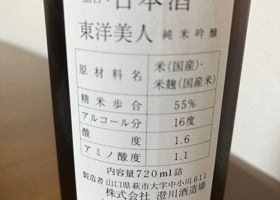 日本酒
東洋美人 純米吟醸
原材料名 米(国産)・米麹(国産米)
精米歩合 55%
アルコール分 16度
酸度 1.6
アミノ酸度 1.1
内容量720ml詰
製造者 山口県萩市大字中小川611
株式会社 澄川酒造場